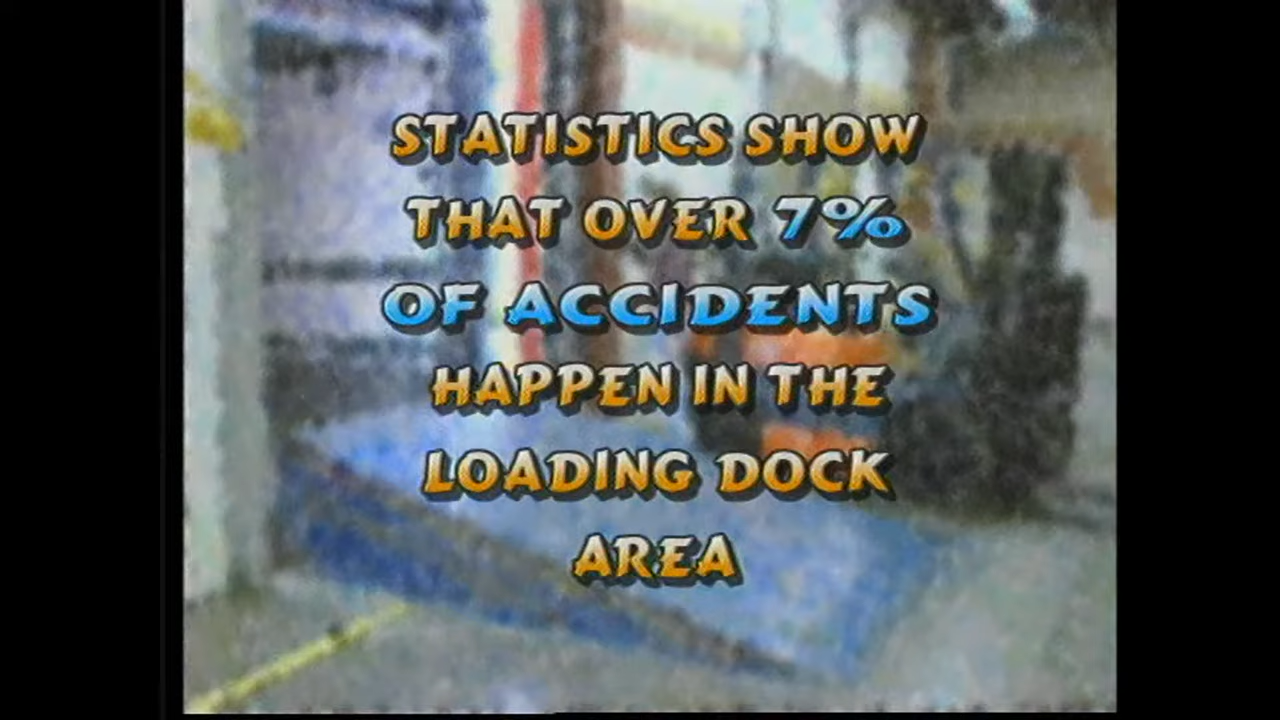 STATISTICS SHOW
THAT OVER 7%
OF ACCIDENTS
HAPPEN IN THE
LOADING DOCK
AREA